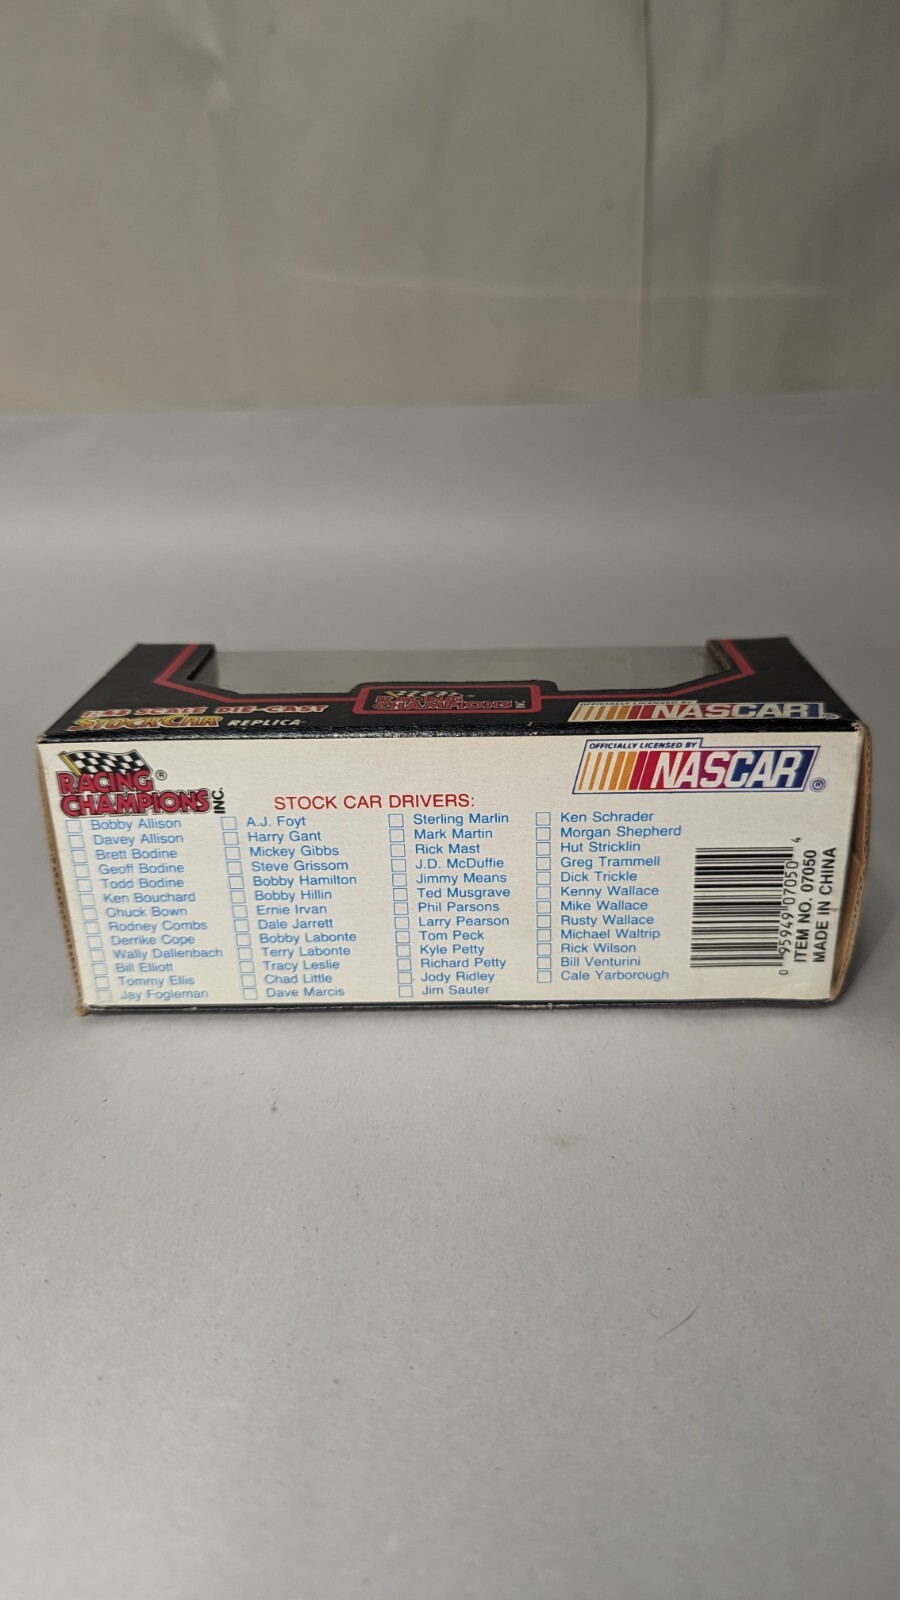 1:43 SCALE DIE-CAST
STOCK CAR REPLICA
RACING CHAMPIONS INC.
OFFICIALLY LICENSED BY
NASCAR
RACING CHAMPIONS INC.
OFFICIALLY LICENSED BY
NASCAR
STOCK CAR DRIVERS:
Bobby Allison
Davey Allison
Brett Bodine
Geoff Bodine
Todd Bodine
Ken Bouchard
Chuck Bown
Rodney Combs
Derrike Cope
Wally Dallenbach
Bill Elliott
Tommy Ellis
Jay Fogleman
A.J. Foyt
Harry Gant
Mickey Gibbs
Steve Grissom
Bobby Hamilton
Bobby Hillin
Ernie Irvan
Dale Jarrett
Bobby Labonte
Terry Labonte
Tracy Leslie
Chad Little
Dave Marcis
Sterling Marlin
Mark Martin
Rick Mast
J.D. McDuffie
Jimmy Means
Ted Musgrave
Phil Parsons
Larry Pearson
Tom Peck
Kyle Petty
Richard Petty
Jody Ridley
Jim Sauter
Ken Schrader
Morgan Shepherd
Hut Stricklin
Greg Trammell
Dick Trickle
Kenny Wallace
Mike Wallace
Rusty Wallace
Michael Waltrip
Rick Wilson
Bill Venturini
Cale Yarborough
0 95949-07050 4
ITEM NO. 07050
MADE IN CHINA